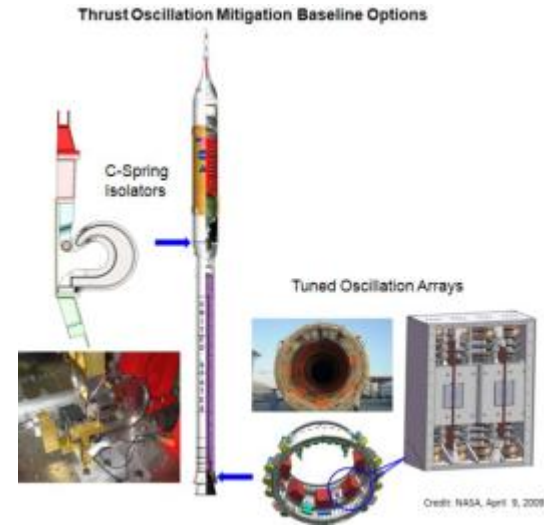 Thrust Oscillation Mitigation Baseline Options
C-Spring
Isolators
Tuned Oscillation Arrays
Credit: NASA, April 9, 2009